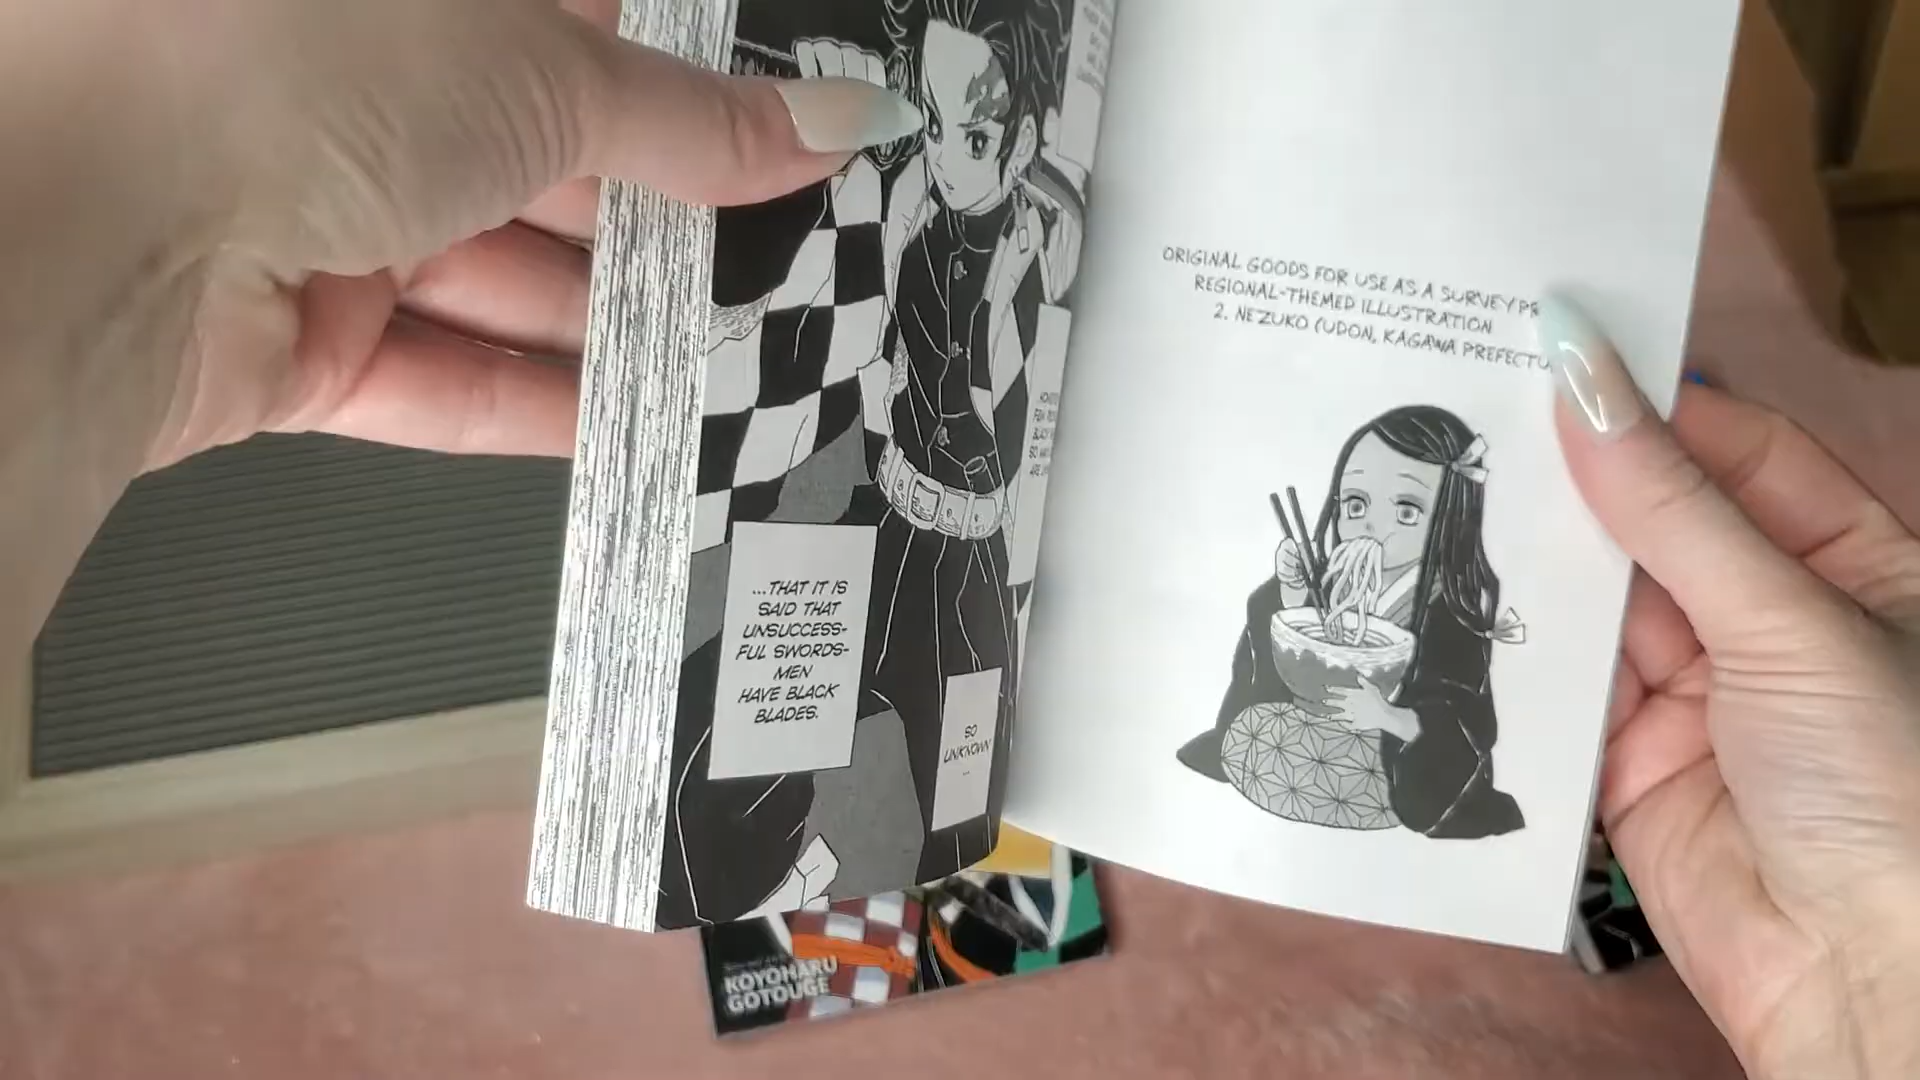 ...THAT IT IS
SAID THAT
UNSUCCESS-
FUL SWORDS-
MEN
HAVE BLACK
BLADES.
SO
UNKNOWN
...
ORIGINAL GOODS FOR USE AS A SURVEY
REGIONAL-THEMED ILLUSTRATION
2. NEZUKO (UDON, KAGAWA
KOYOHARU
GOTOUGE